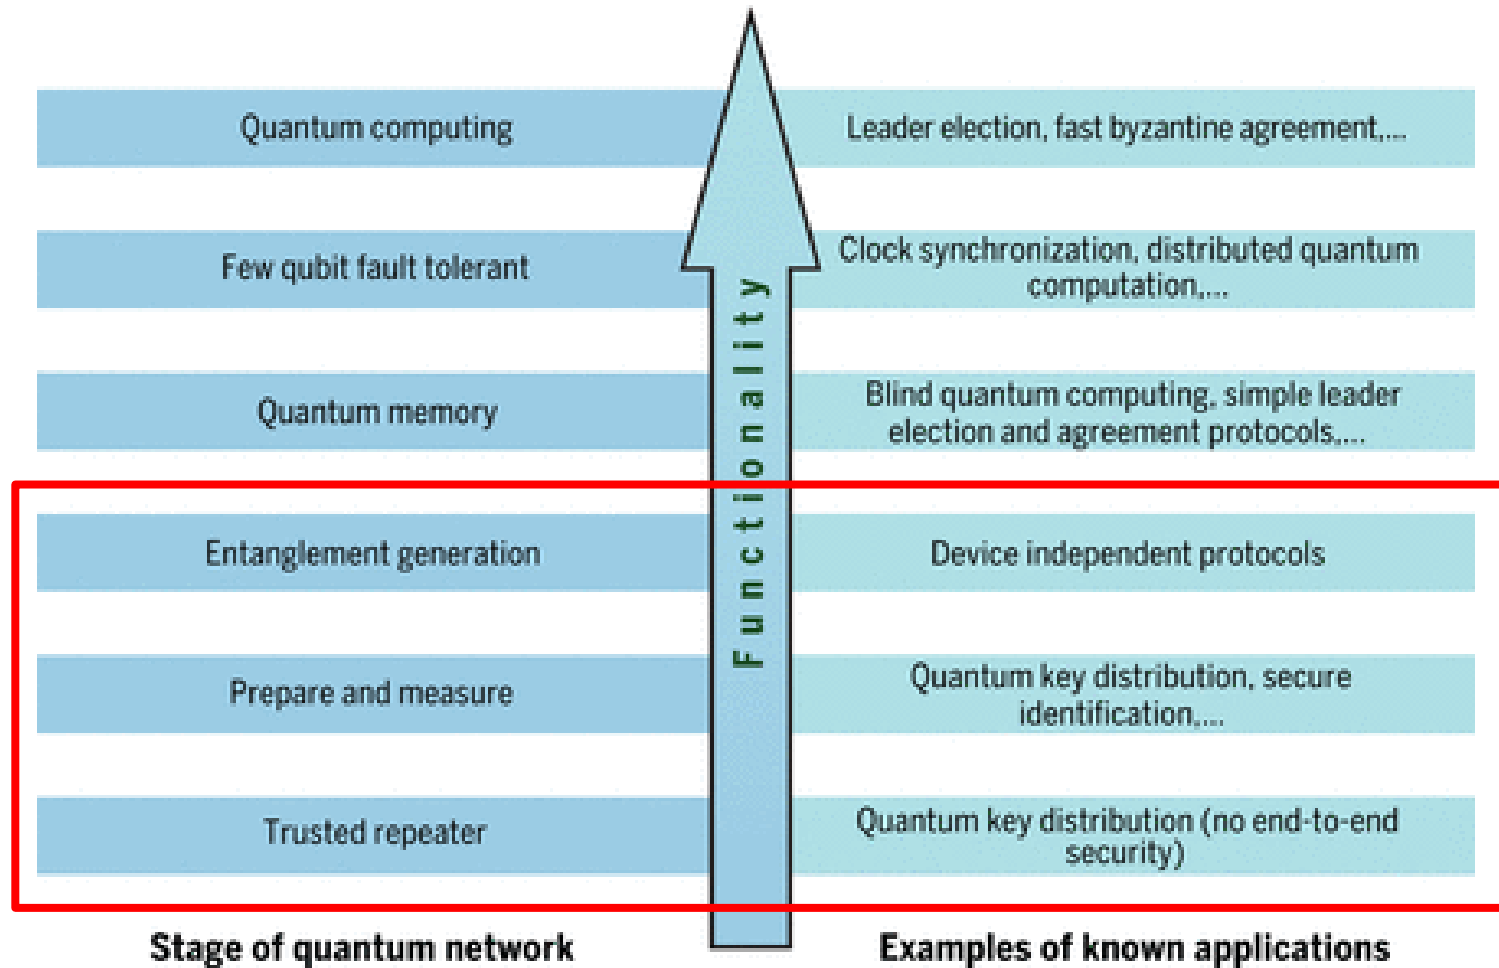 Quantum computing
Leader election, fast byzantine agreement,...
Few qubit fault tolerant
Clock synchronization, distributed quantum
computation,...
Quantum memory
Blind quantum computing, simple leader
election and agreement protocols,...
Entanglement generation
Device independent protocols
Prepare and measure
Quantum key distribution, secure
identification,...
Trusted repeater
Quantum key distribution (no end-to-end
security)
Functionality
Stage of quantum network
Examples of known applications